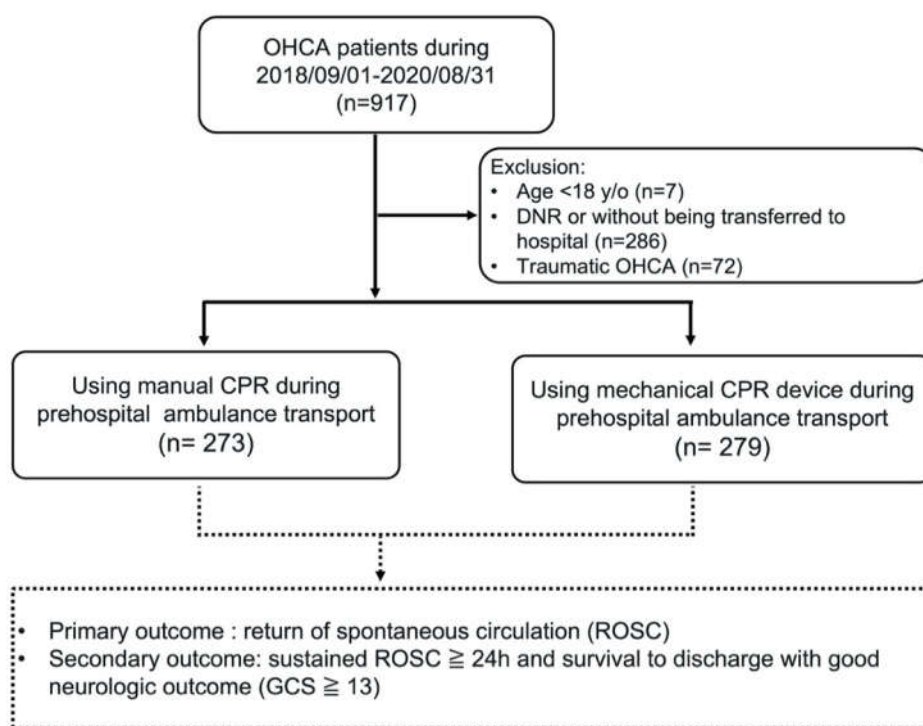 OHCA patients during
2018/09/01-2020/08/31
(n=917)
Exclusion:
• Age <18 y/o (n=7)
• DNR or without being transferred to
hospital (n=286)
• Traumatic OHCA (n=72)
Using manual CPR during
prehospital ambulance transport
(n= 273)
Using mechanical CPR device during
prehospital ambulance transport
(n= 279)
• Primary outcome : return of spontaneous circulation (ROSC)
• Secondary outcome: sustained ROSC ≧ 24h and survival to discharge with good
neurologic outcome (GCS ≧ 13)